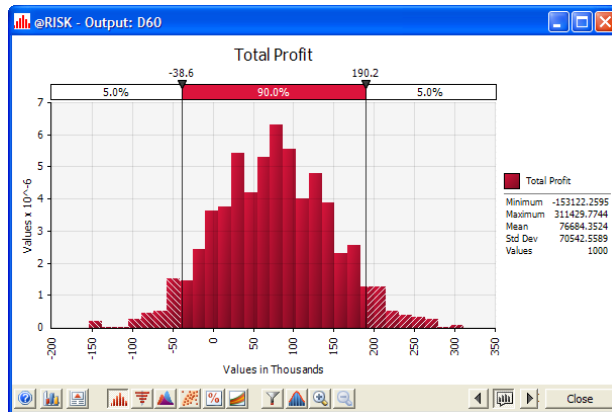 @RISK - Output: D60
Total Profit
-38.6 190.2
5.0% 90.0% 5.0%
7
6
5
4
3
2
1
0
Values x 10^-6
-200 -150 -100 -50 0 50 100 150 200 250 300 350
Values in Thousands
Total Profit
Minimum -153122.2595
Maximum 311429.7744
Mean 76684.3524
Std Dev 70542.5589
Values 1000
Close